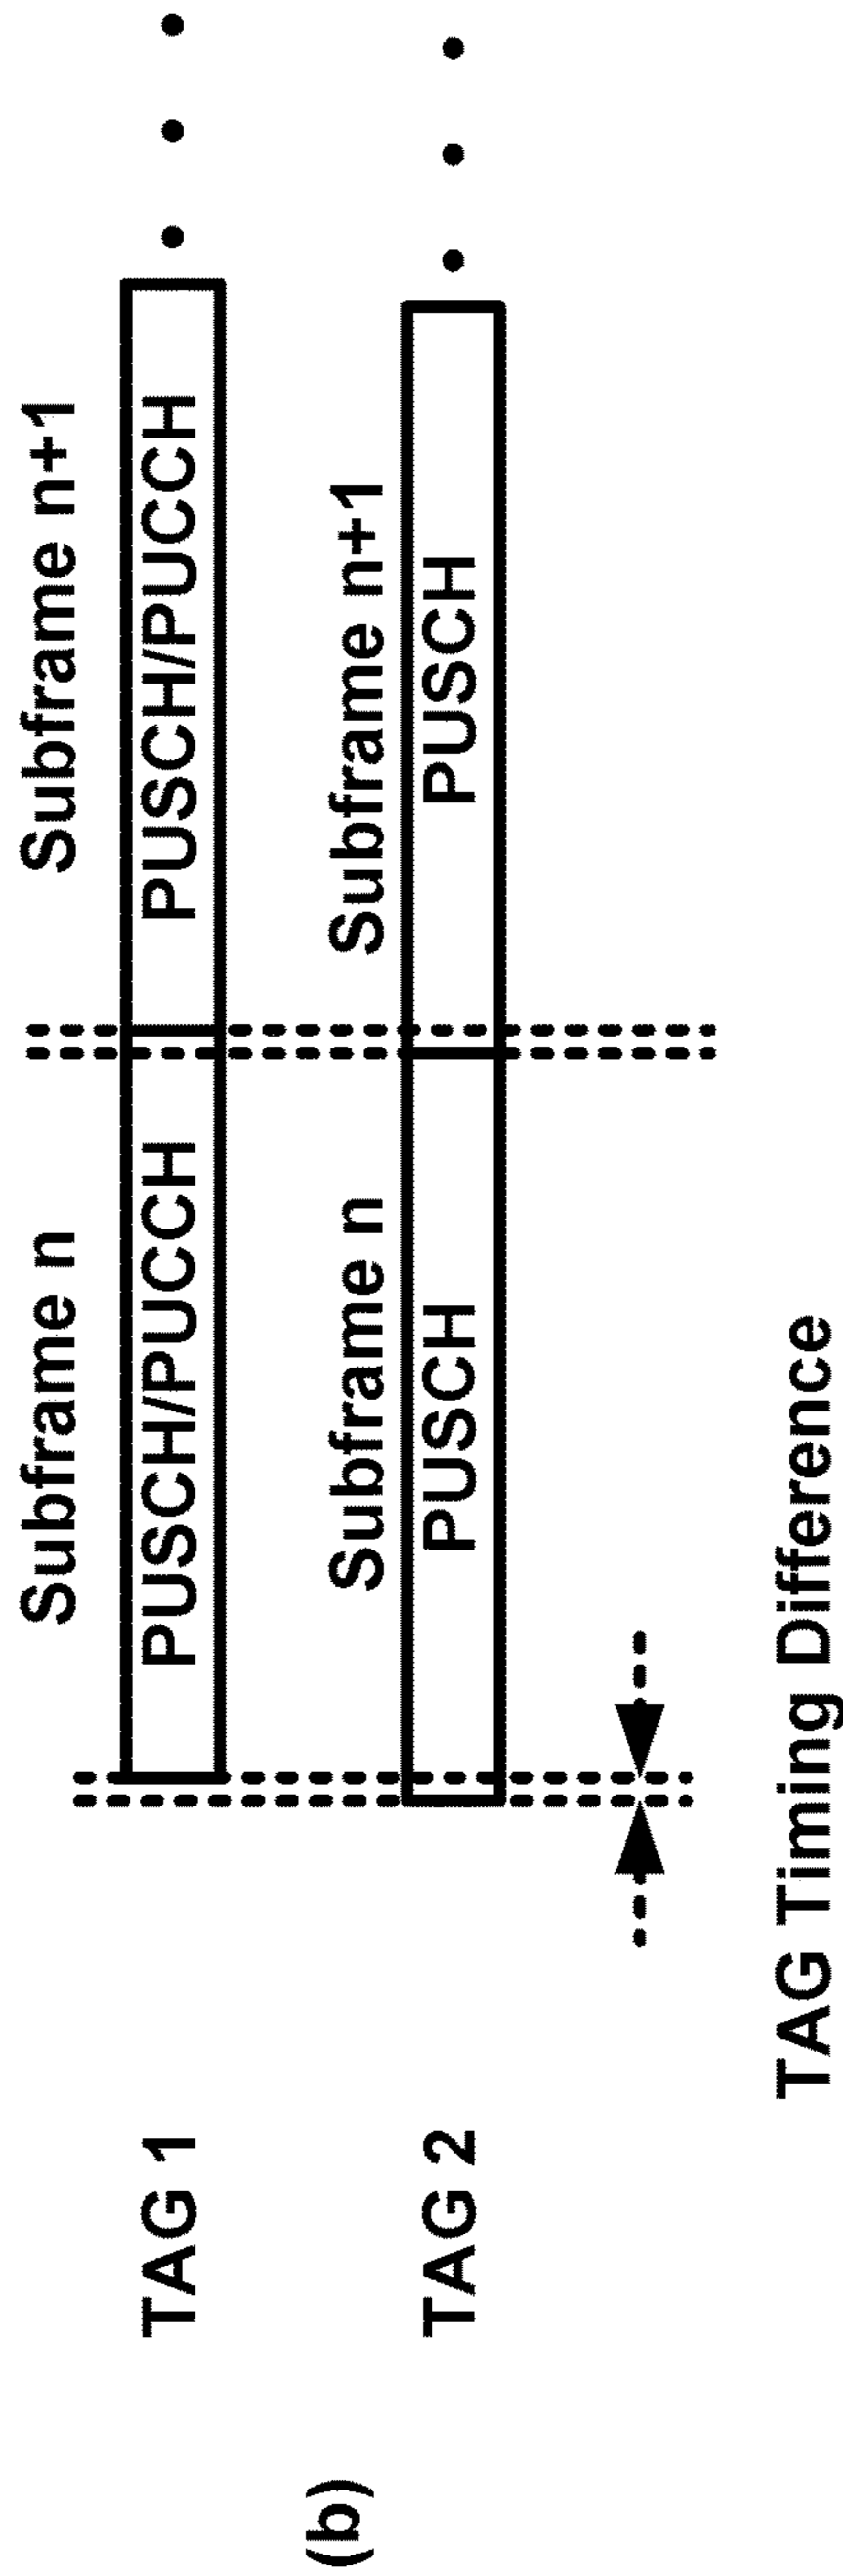 Subframe n
Subframe n+1
TAG 1
PUSCH/PUCCH
PUSCH/PUCCH
(b)
Subframe n
Subframe n+1
TAG 2
PUSCH
PUSCH
TAG Timing Difference